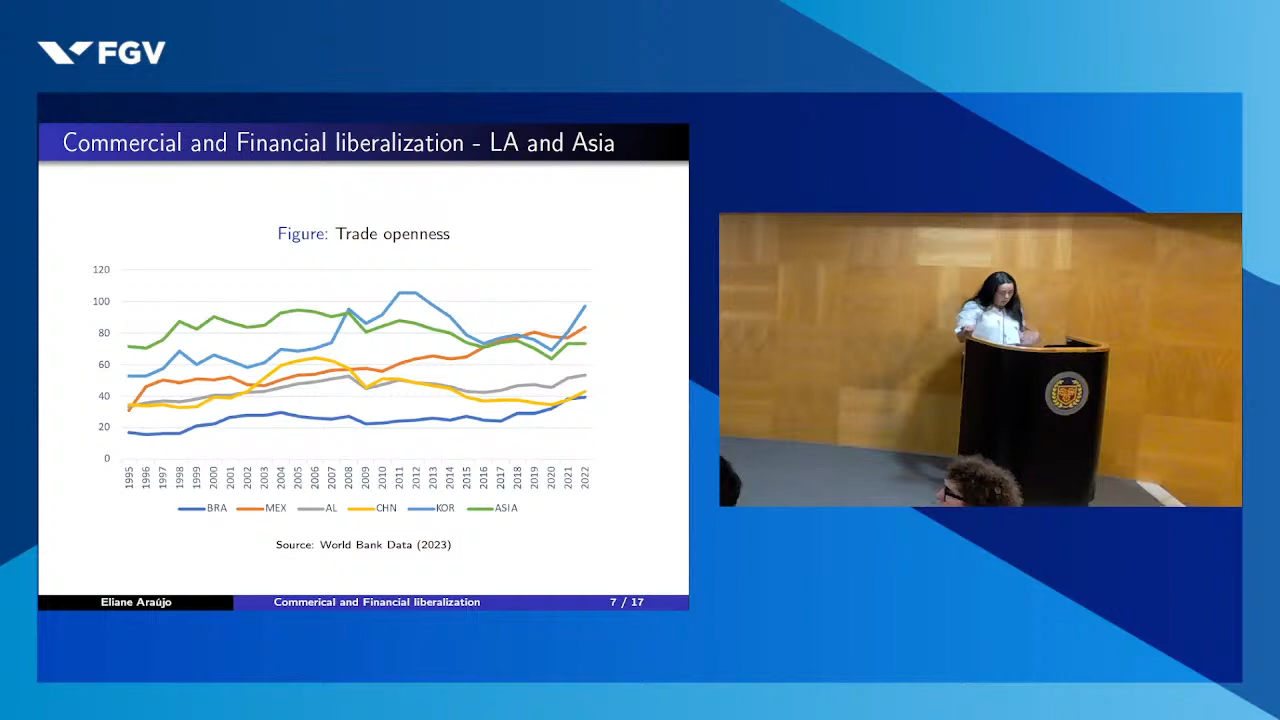 FGV
Commercial and Financial liberalization - LA and Asia
Figure: Trade openness
120
100
80
60
40
20
0
1995 1996 1997 1998 1999 2000 2001 2002 2003 2004 2005 2006 2007 2008 2009 2010 2011 2012 2013 2014 2015 2016 2017 2018 2019 2020 2021 2022
BRA MEX AL CHN KOR ASIA
Source: World Bank Data (2023)
Eliane Araújo Commerical and Financial liberalization 7 / 17